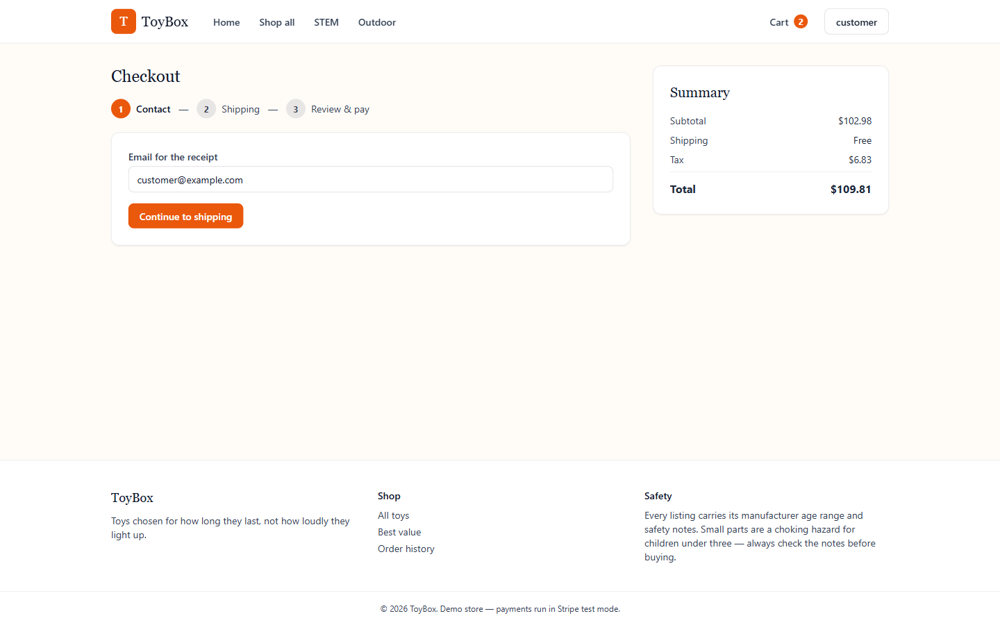 T ToyBox Home Shop all STEM Outdoor Cart 2 customer
Checkout
1 Contact — 2 Shipping — 3 Review & pay
Email for the receipt
customer@example.com
Continue to shipping
Summary
Subtotal $102.98
Shipping Free
Tax $6.83
Total $109.81
ToyBox
Toys chosen for how long they last, not how loudly they
light up.
Shop
All toys
Best value
Order history
Safety
Every listing carries its manufacturer age range and
safety notes. Small parts are a choking hazard for
children under three — always check the notes before
buying.
© 2026 ToyBox. Demo store — payments run in Stripe test mode.